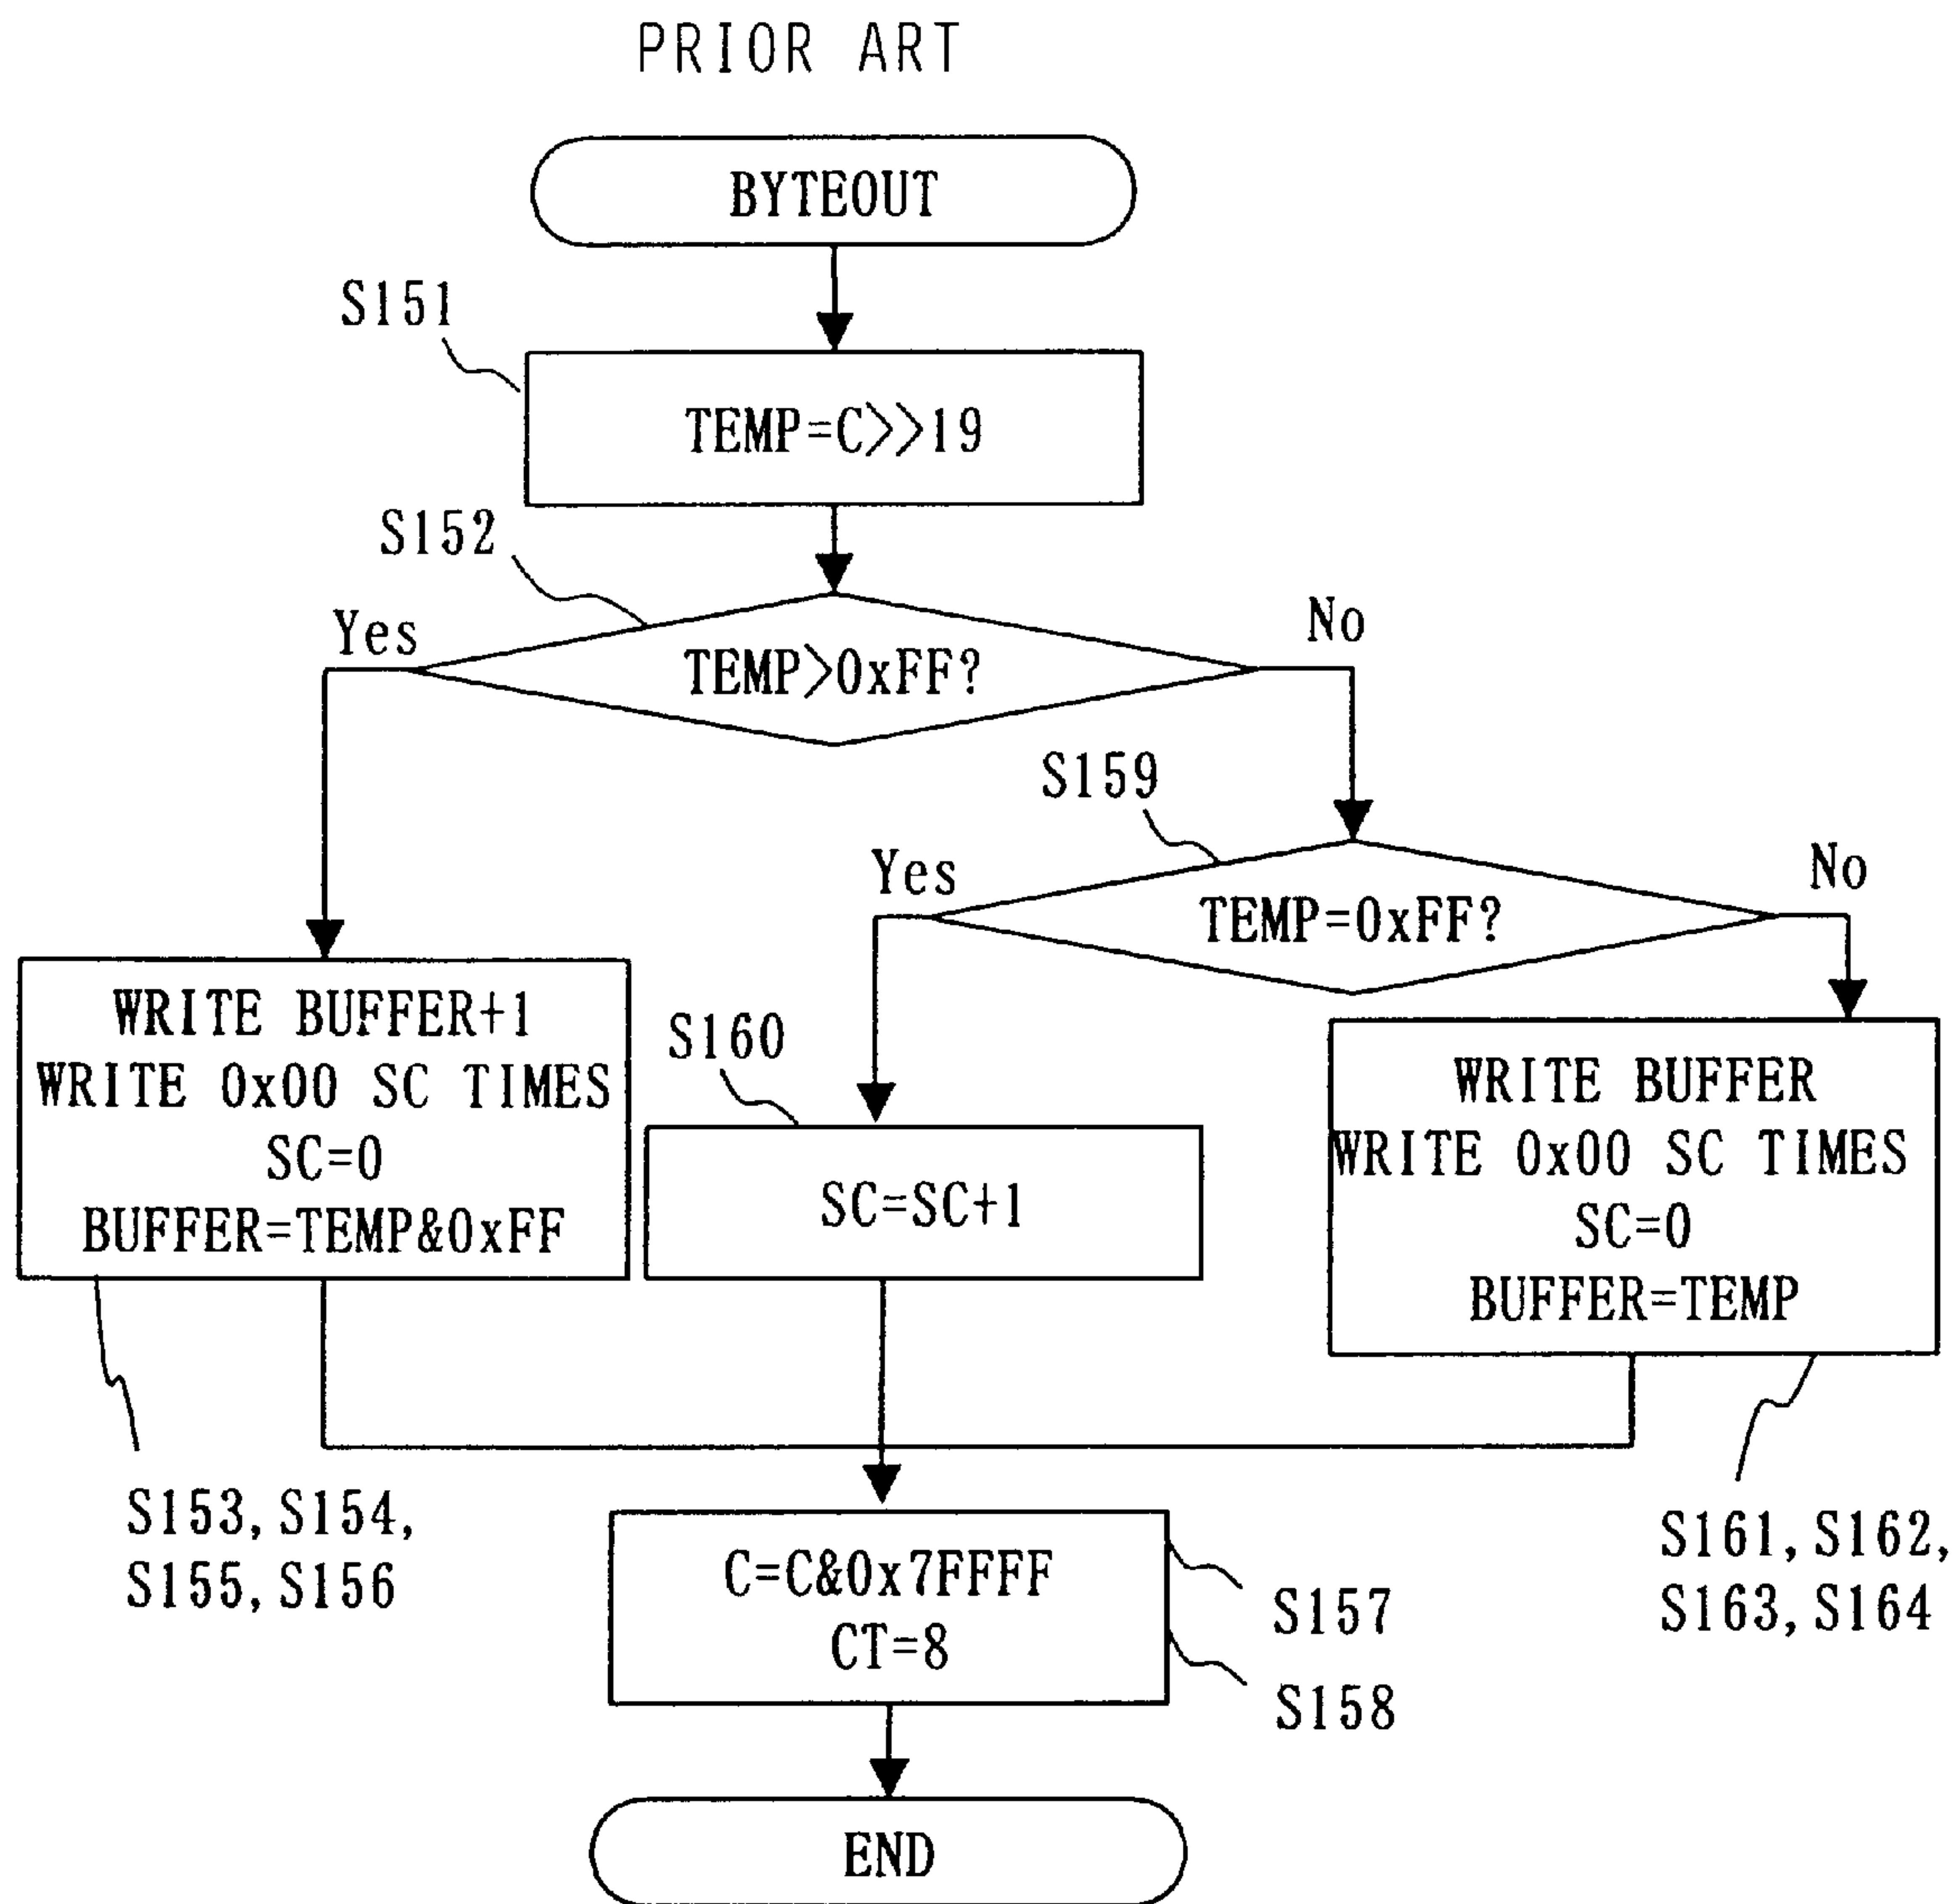 PRIOR ART
BYTEOUT
S151
TEMP=C>>19
S152
Yes
No
TEMP>0xFF?
S159
Yes
No
TEMP=0xFF?
WRITE BUFFER+1
WRITE 0x00 SC TIMES
SC=0
BUFFER=TEMP&0xFF
S160
SC=SC+1
WRITE BUFFER
WRITE 0x00 SC TIMES
SC=0
BUFFER=TEMP
S153, S154,
S155, S156
S161, S162,
S163, S164
C=C&0x7FFFF
CT=8
S157
S158
END